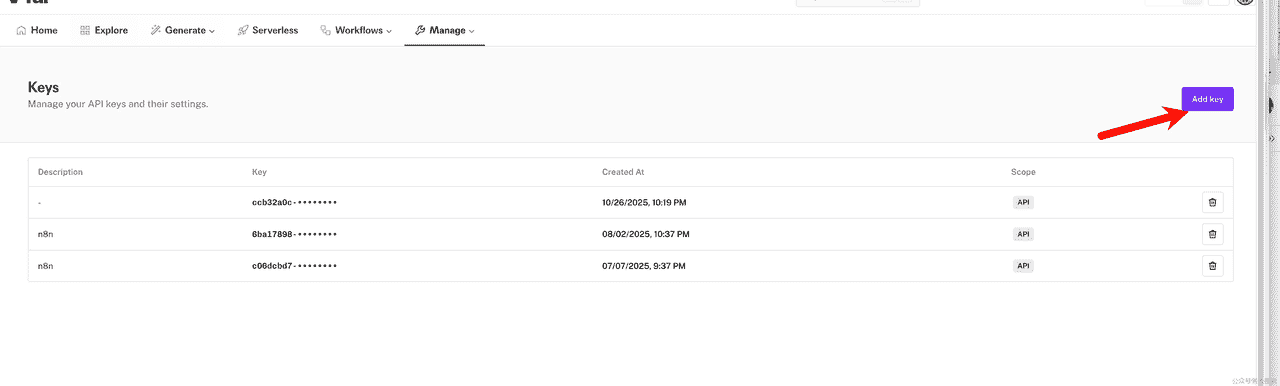 Home Explore Generate Serverless Workflows Manage
Keys
Manage your API keys and their settings.
Add key
Description Key Created At Scope
- ccb32a0c-•••••••• 10/26/2025, 10:19 PM API
n8n 6ba17898-•••••••• 08/02/2025, 10:37 PM API
n8n c06dcbd7-•••••••• 07/07/2025, 9:37 PM API